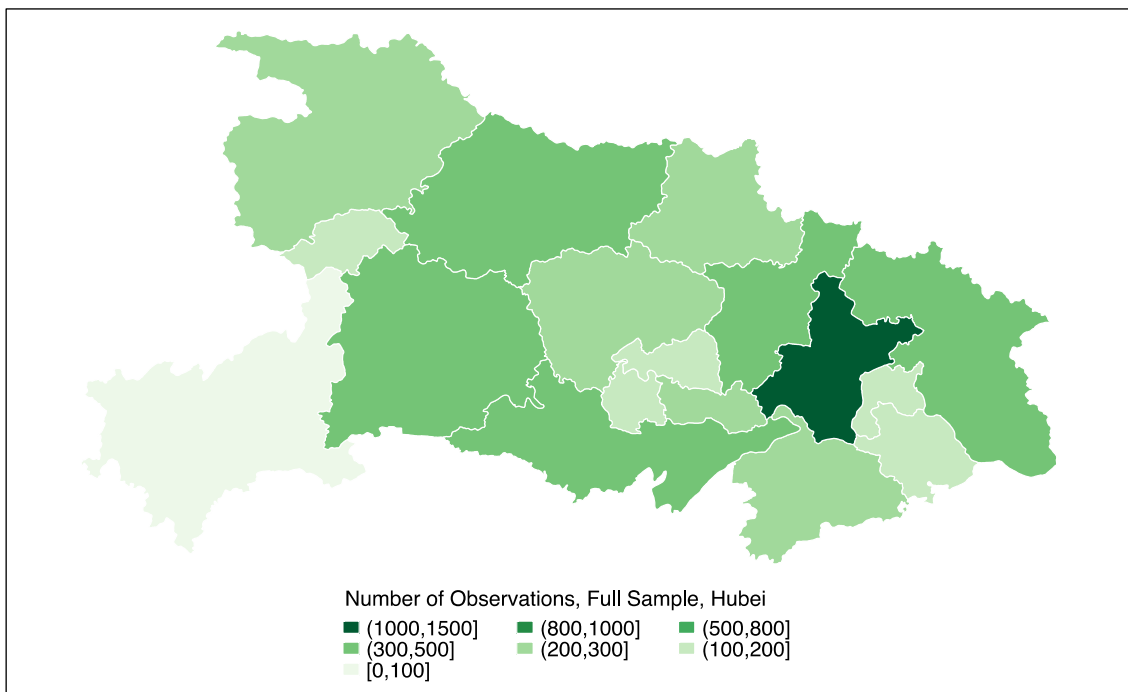 Number of Observations, Full Sample, Hubei
(1000,1500] (800,1000] (500,800]
(300,500] (200,300] (100,200]
[0,100]